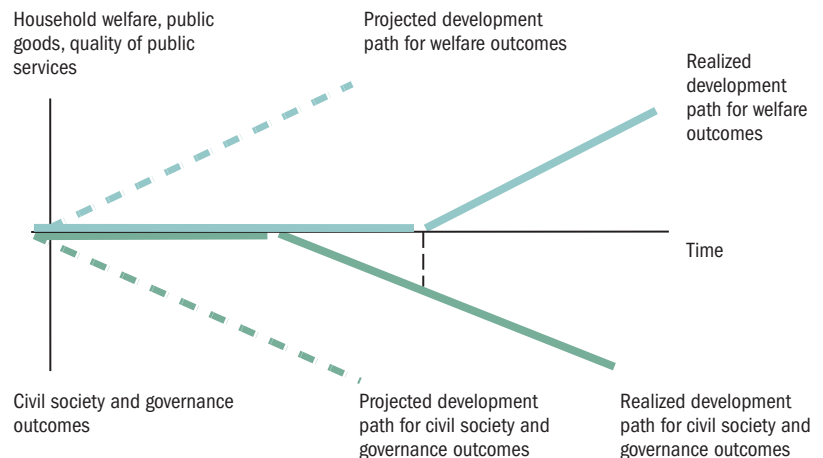 Household welfare, public
goods, quality of public
services
Projected development
path for welfare outcomes
Realized
development
path for welfare
outcomes
Time
Civil society and governance
outcomes
Projected development
path for civil society and
governance outcomes
Realized development
path for civil society and
governance outcomes